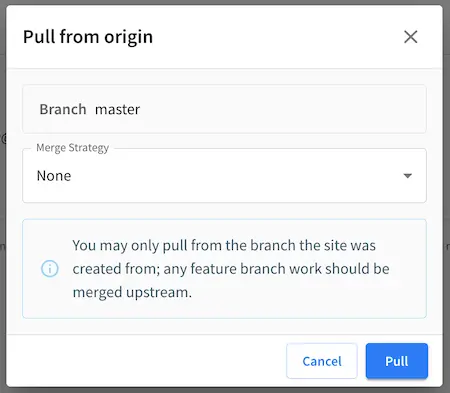 Pull from origin
Branch master
Merge Strategy
None
You may only pull from the branch the site was
created from; any feature branch work should be
merged upstream.
Cancel
Pull